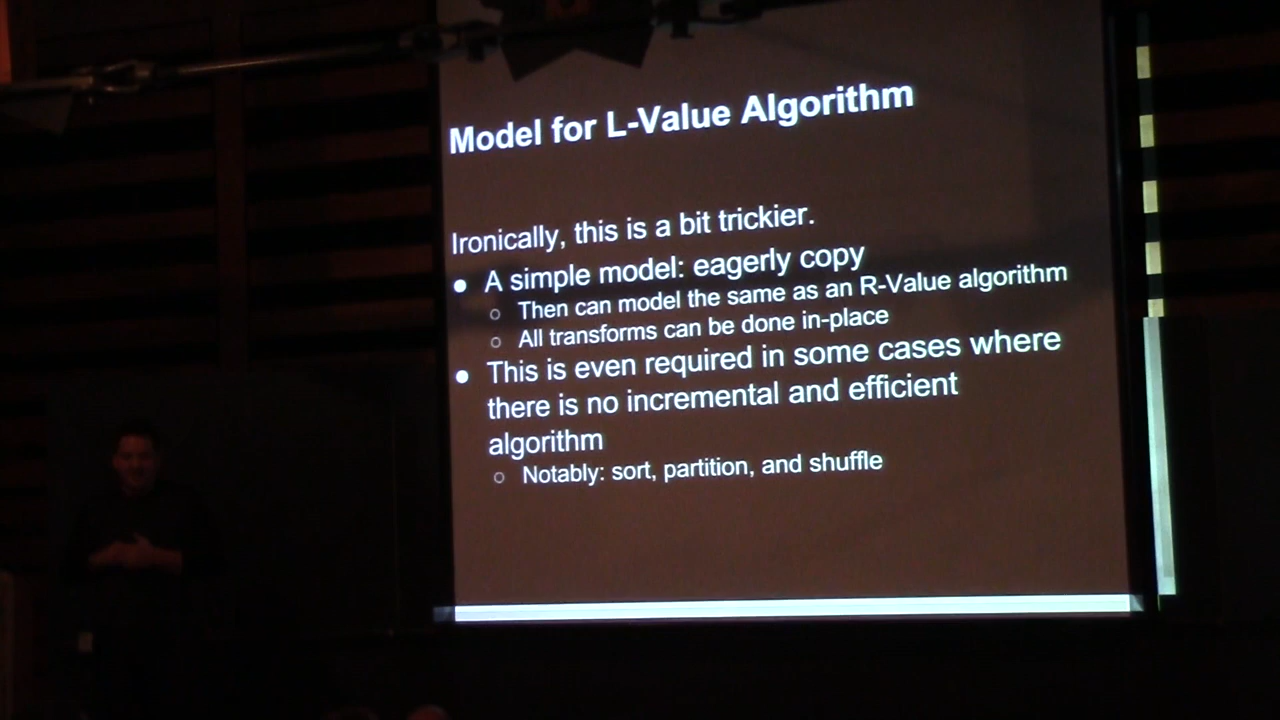 Model for L-Value Algorithm
Ironically, this is a bit trickier.
● A simple model: eagerly copy
○ Then can model the same as an R-Value algorithm
○ All transforms can be done in-place
● This is even required in some cases where
there is no incremental and efficient
algorithm
○ Notably: sort, partition, and shuffle